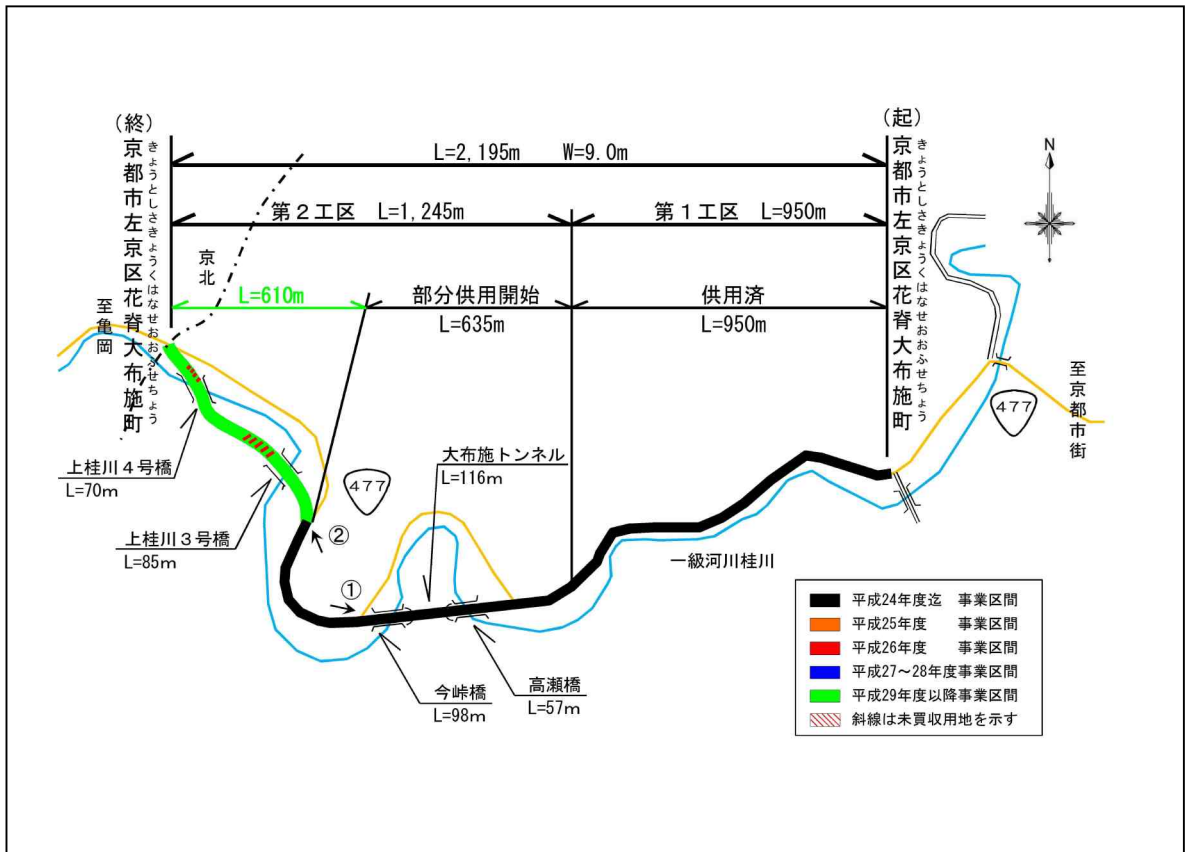 (終)
京都市左京区花脊大布施町
きょうとしさきょうくはなせおおふせちょう
(起)
京都市左京区花脊大布施町
きょうとしさきょうくはなせおおふせちょう
N
L=2,195m W=9.0m
第2工区 L=1,245m
第1工区 L=950m
京北
L=610m
部分供用開始
L=635m
供用済
L=950m
至亀岡
至京都市街
477
上桂川4号橋
L=70m
大布施トンネル
L=116m
477
上桂川3号橋
L=85m
②
①
一級河川桂川
今峠橋
L=98m
高瀬橋
L=57m
平成24年度迄 事業区間
平成25年度 事業区間
平成26年度 事業区間
平成27~28年度事業区間
平成29年度以降事業区間
斜線は未買収用地を示す